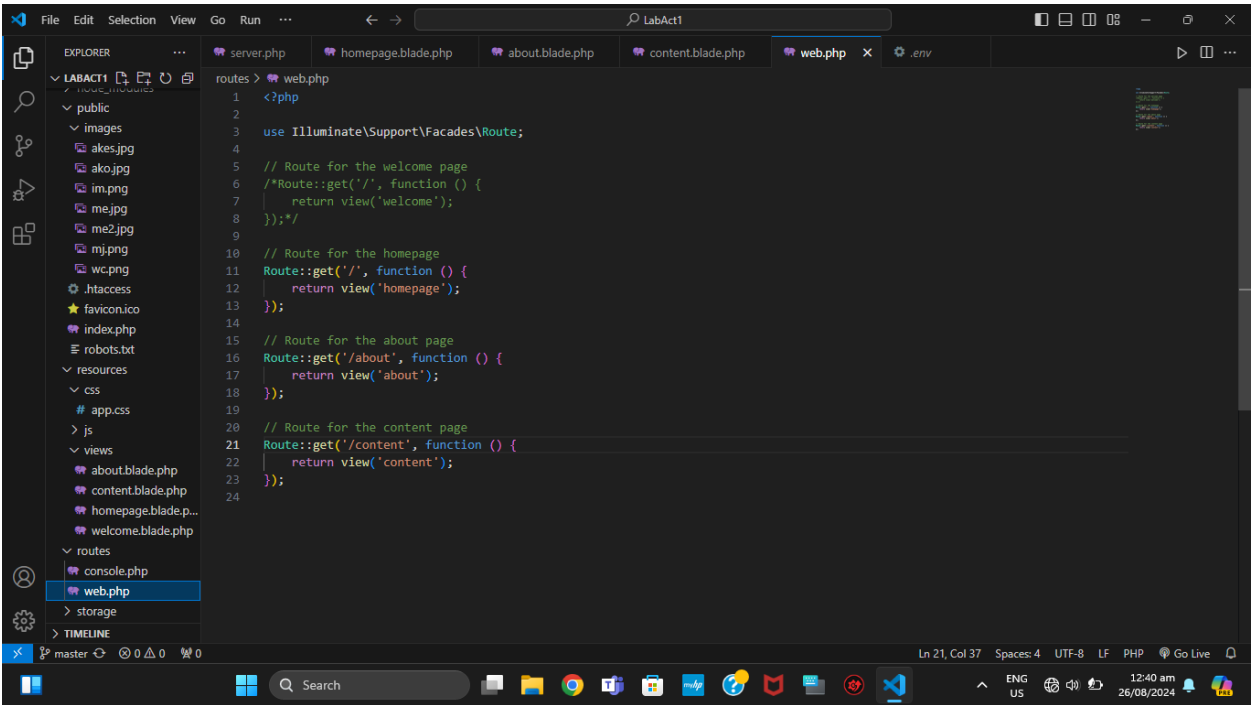 File Edit Selection View Go Run ··· LabAct1
EXPLORER ···
server.php homepage.blade.php about.blade.php content.blade.php web.php .env
LABACT1
node_modules
public
images
akes.jpg
ako.jpg
im.png
me.jpg
me2.jpg
mj.png
wc.png
.htaccess
favicon.ico
index.php
robots.txt
resources
css
# app.css
js
views
about.blade.php
content.blade.php
homepage.blade.p...
welcome.blade.php
routes
console.php
web.php
storage
TIMELINE
routes > web.php
1 <?php
2
3 use Illuminate\Support\Facades\Route;
4
5 // Route for the welcome page
6 /*Route::get('/', function () {
7     return view('welcome');
8 });*/
9
10 // Route for the homepage
11 Route::get('/', function () {
12     return view('homepage');
13 });
14
15 // Route for the about page
16 Route::get('/about', function () {
17     return view('about');
18 });
19
20 // Route for the content page
21 Route::get('/content', function () {
22     return view('content');
23 });
24
master 0 0 0 Ln 21, Col 37 Spaces: 4 UTF-8 LF PHP Go Live
Search myhp ENG 12:40 am
US 26/08/2024 PRE